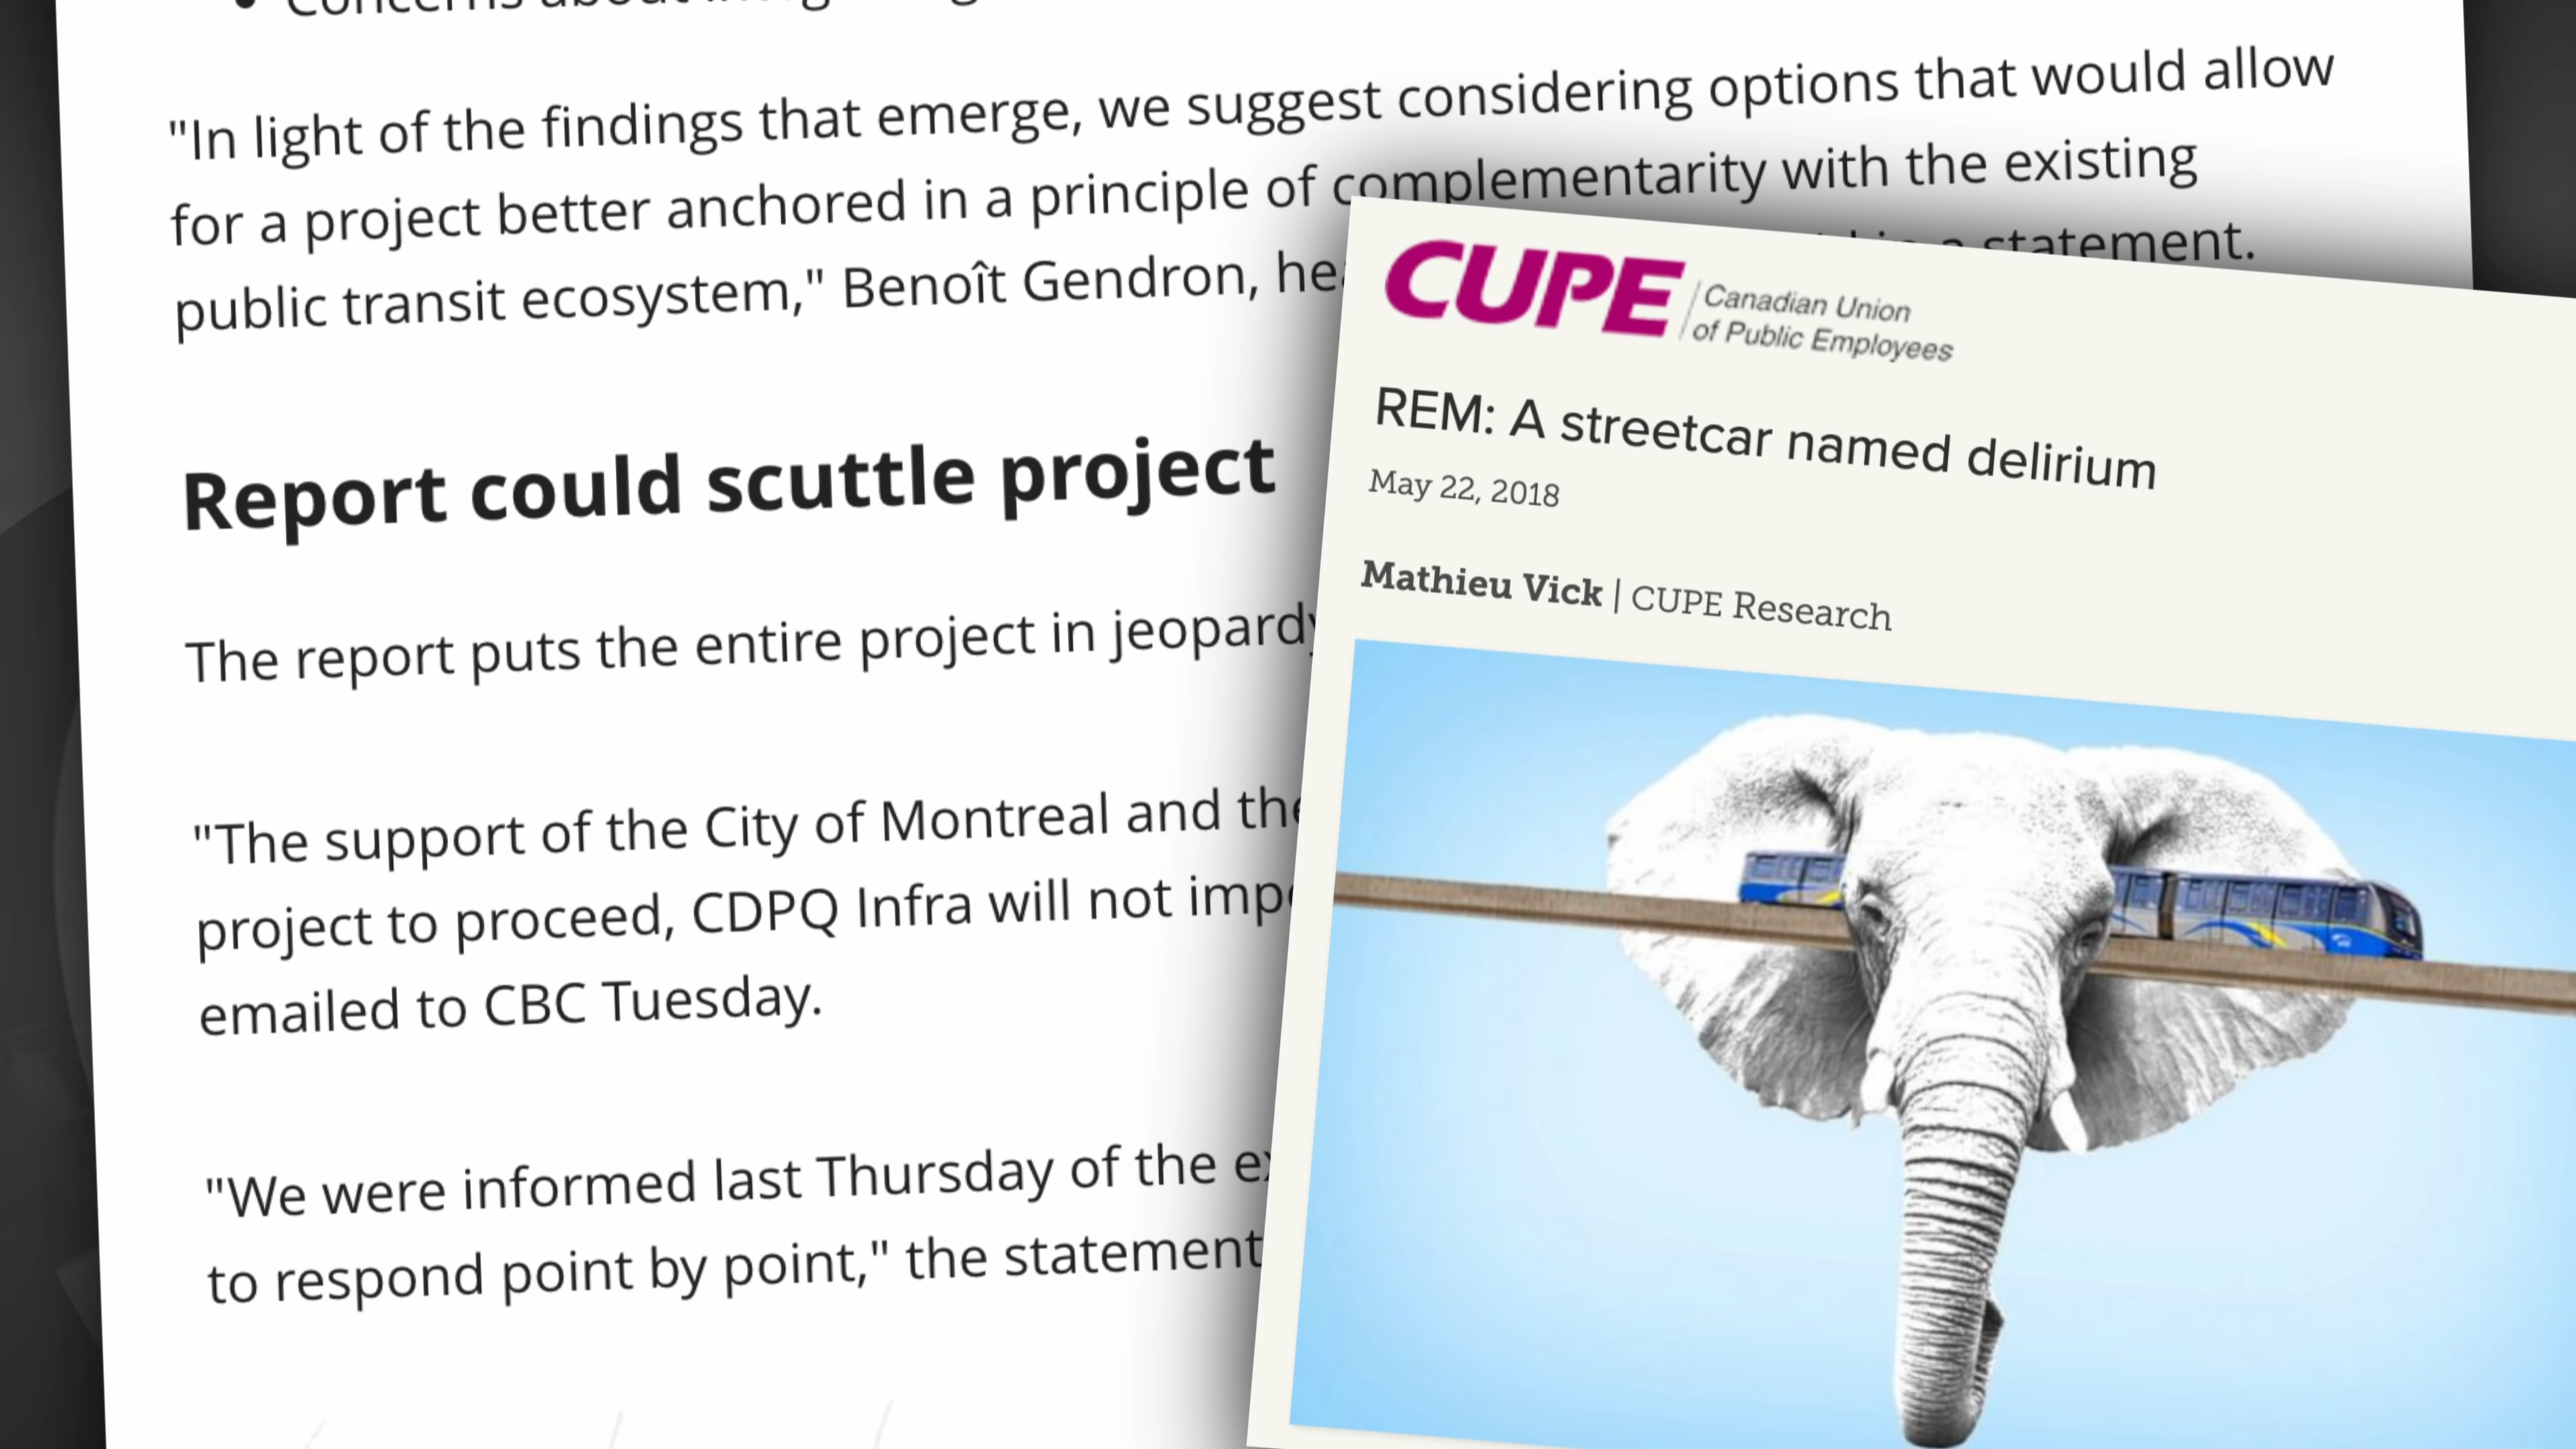 "In light of the findings that emerge, we suggest considering options that would allow
for a project better anchored in a principle of complementarity with the existing
public transit ecosystem," Benoît Gendron, statement.
Report could scuttle project
The report puts the entire project in jeopardy
"The support of the City of Montreal and the
project to proceed, CDPQ Infra will not
emailed to CBC Tuesday.
"We were informed last Thursday of the
to respond point by point," the statement
CUPE Canadian Union
of Public Employees
REM: A streetcar named delirium
May 22, 2018
Mathieu Vick | CUPE Research